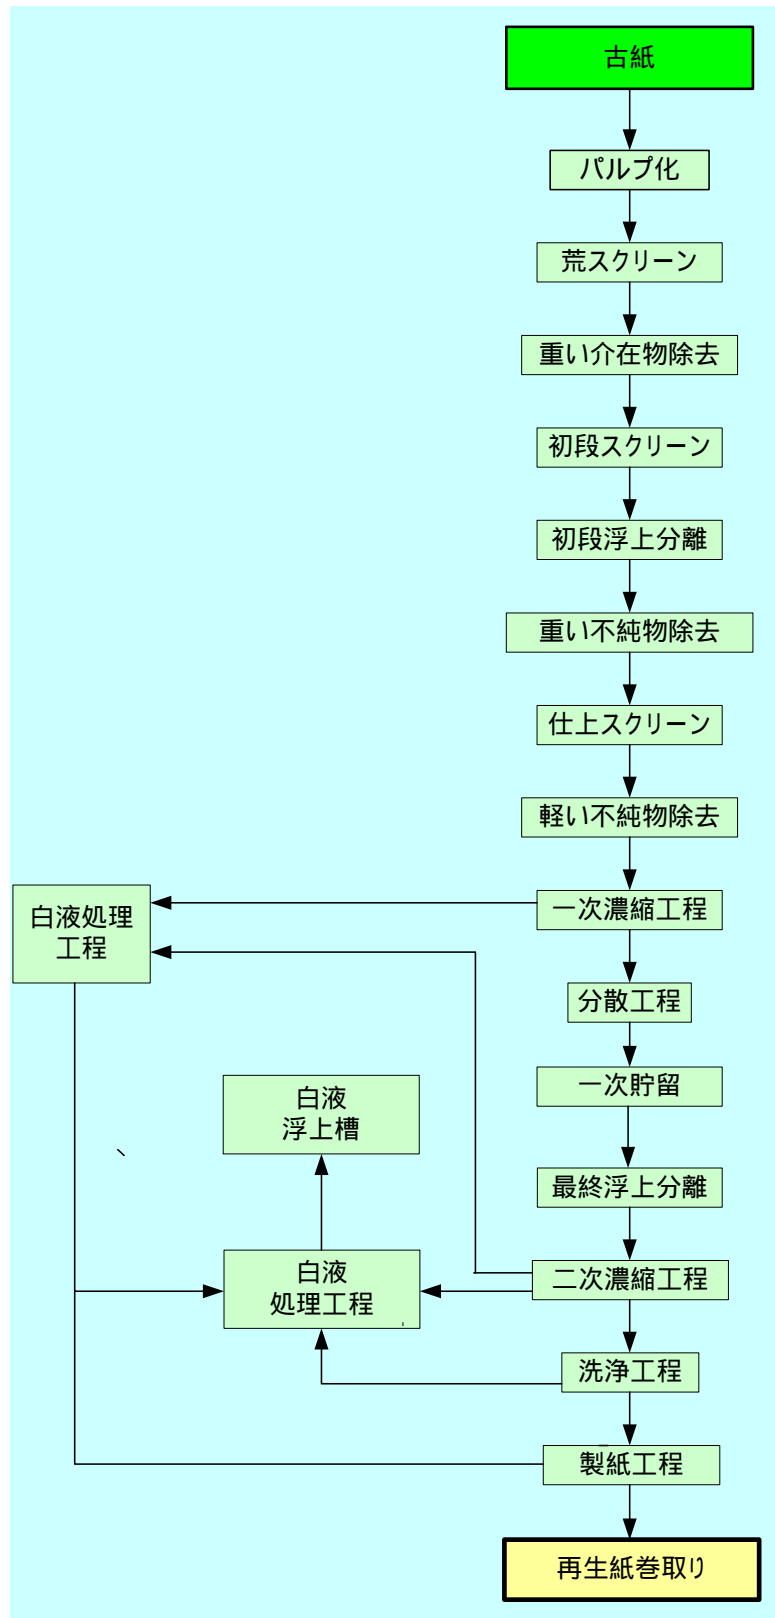 古紙
パルプ化
荒スクリーン
重い介在物除去
初段スクリーン
初段浮上分離
重い不純物除去
仕上スクリーン
軽い不純物除去
白液処理
工程
一次濃縮工程
分散工程
一次貯留
白液
浮上槽
最終浮上分離
白液
処理工程
二次濃縮工程
洗浄工程
製紙工程
再生紙巻取り